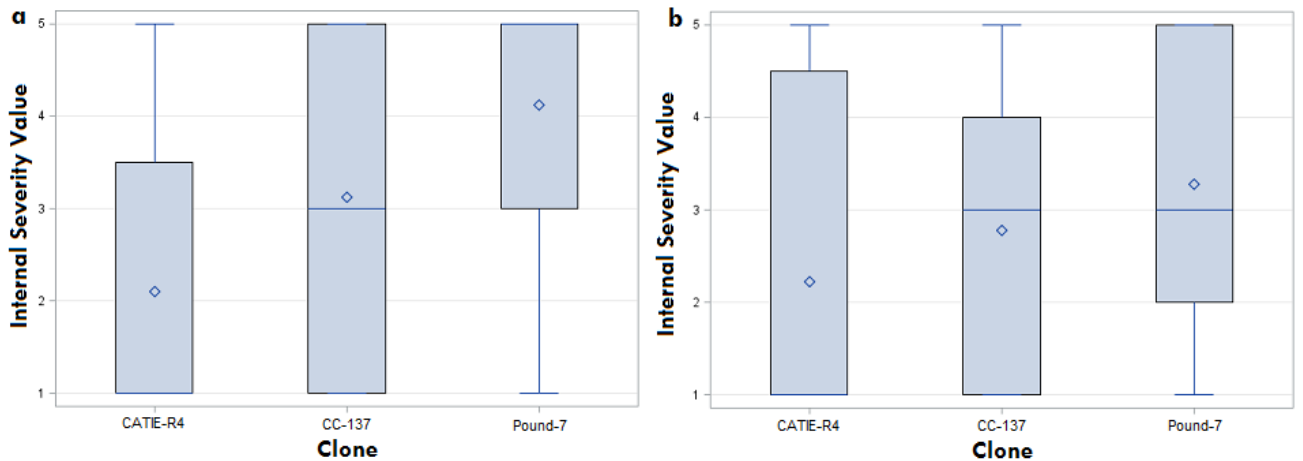 a
Internal Severity Value
5
4
3
2
1
CATIE-R4 CC-137 Pound-7
Clone
b
Internal Severity Value
5
4
3
2
1
CATIE-R4 CC-137 Pound-7
Clone